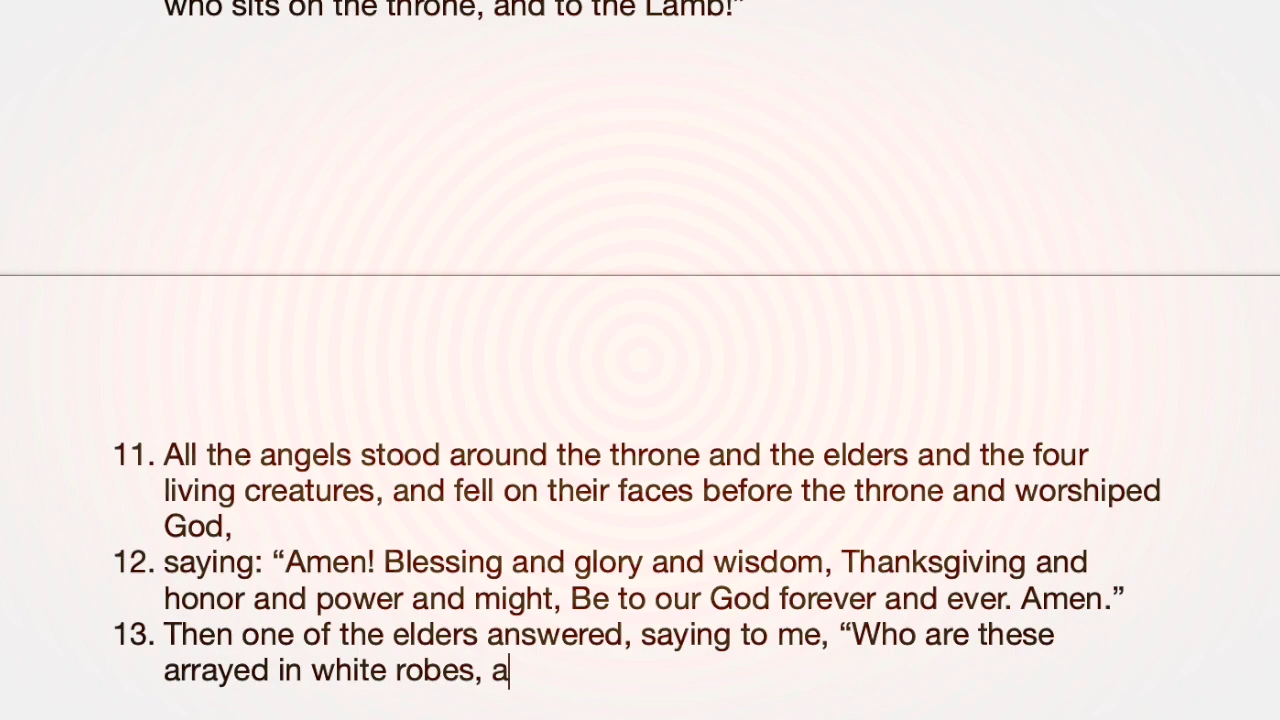 who sits on the throne, and to the Lamb!”
11. All the angels stood around the throne and the elders and the four
living creatures, and fell on their faces before the throne and worshiped
God,
12. saying: “Amen! Blessing and glory and wisdom, Thanksgiving and
honor and power and might, Be to our God forever and ever. Amen.”
13. Then one of the elders answered, saying to me, “Who are these
arrayed in white robes, a